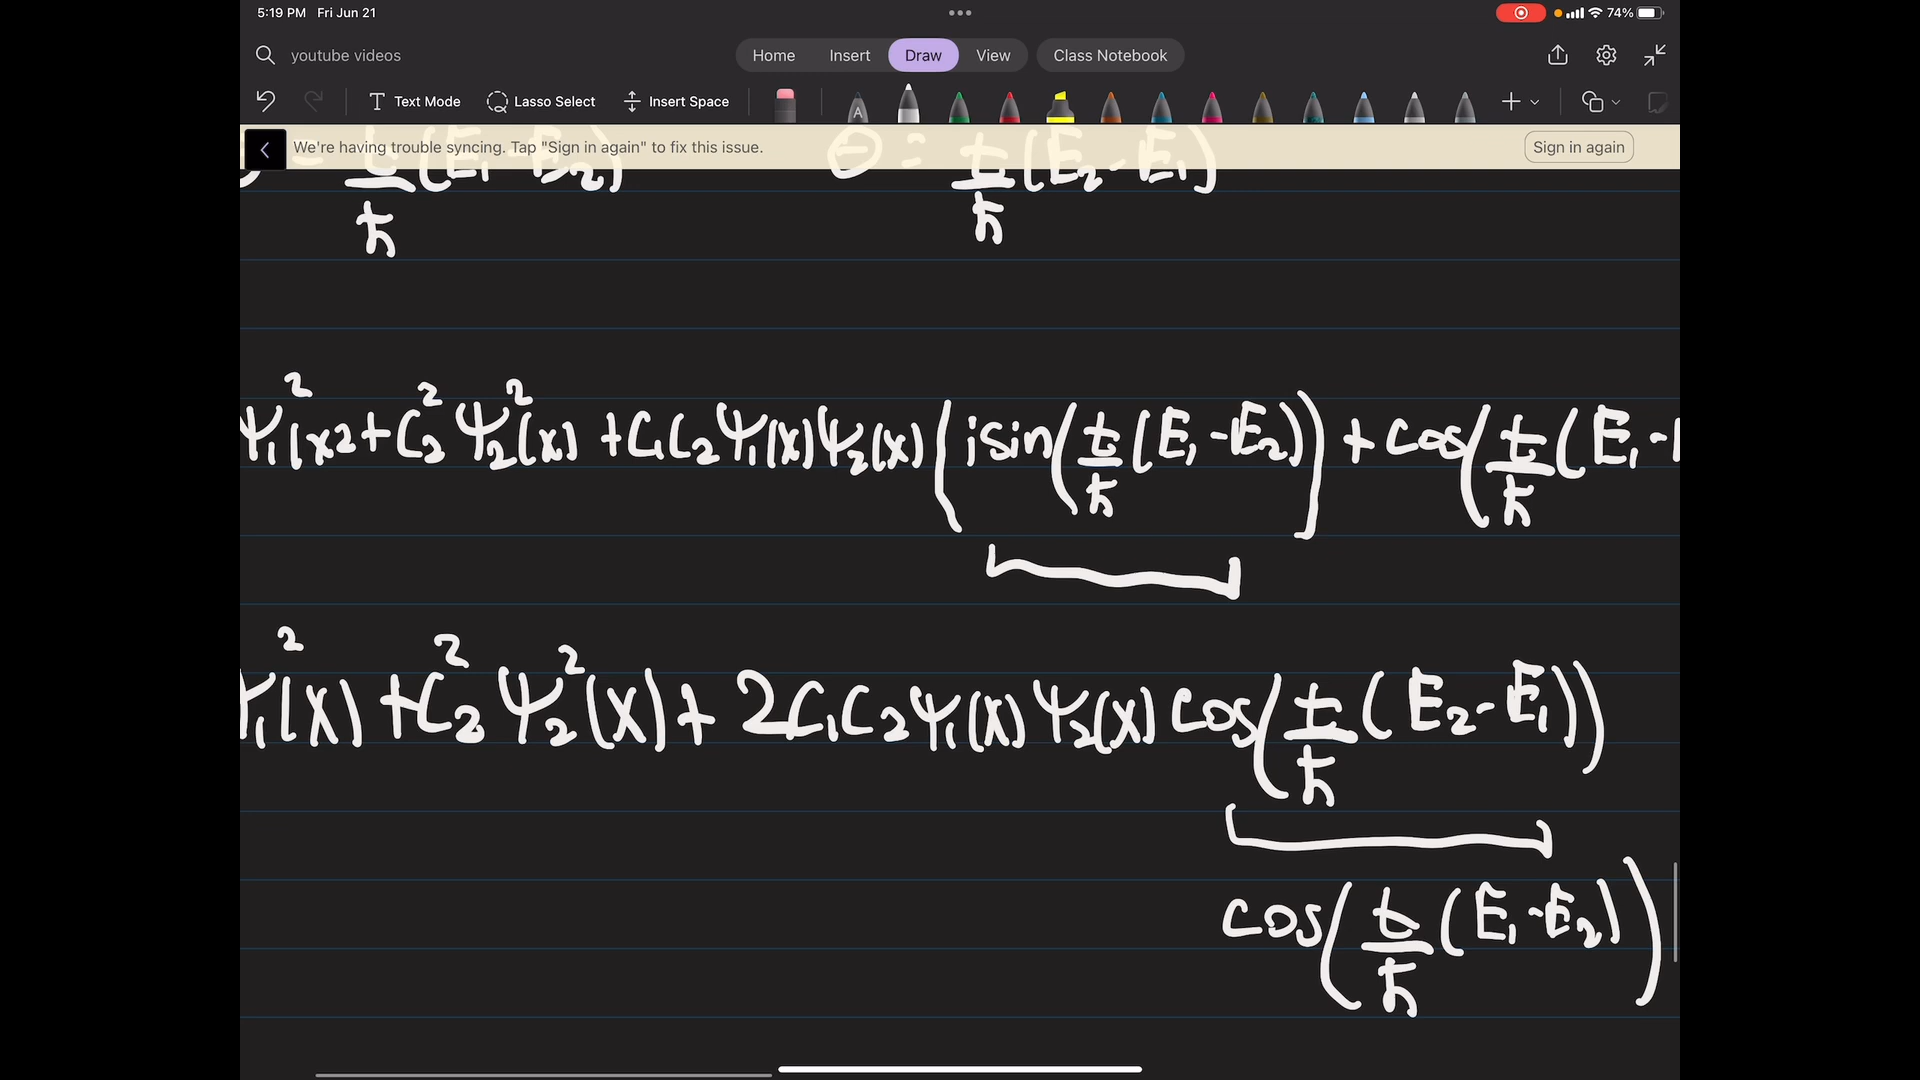 5:19 PM Fri Jun 21
74%
youtube videos
Home Insert Draw View Class Notebook
Text Mode Lasso Select Insert Space
We're having trouble syncing. Tap "Sign in again" to fix this issue. Sign in again
= t/ħ (E₁-E₂) Θ = t/ħ (E₂-E₁)
Ψ₁²(x) + C₂² Ψ₂²(x) + C₁C₂Ψ₁(x)Ψ₂(x) (isin(t/ħ (E₁-E₂)) + cos(t/ħ (E₁-
Ψ₁²(x) + C₂² Ψ₂²(x) + 2C₁C₂Ψ₁(x)Ψ₂(x) cos(t/ħ (E₂-E₁))
cos(t/ħ (E₁-E₂))